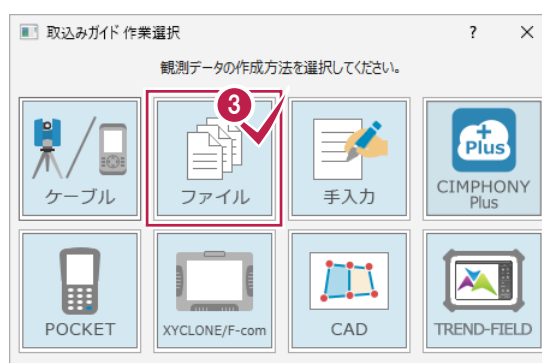 取込みガイド 作業選択
?
×
観測データの作成方法を選択してください。
3
ケーブル
ファイル
手入力
Plus
CIMPHONY
Plus
POCKET
XYCLONE/F-com
CAD
TREND-FIELD